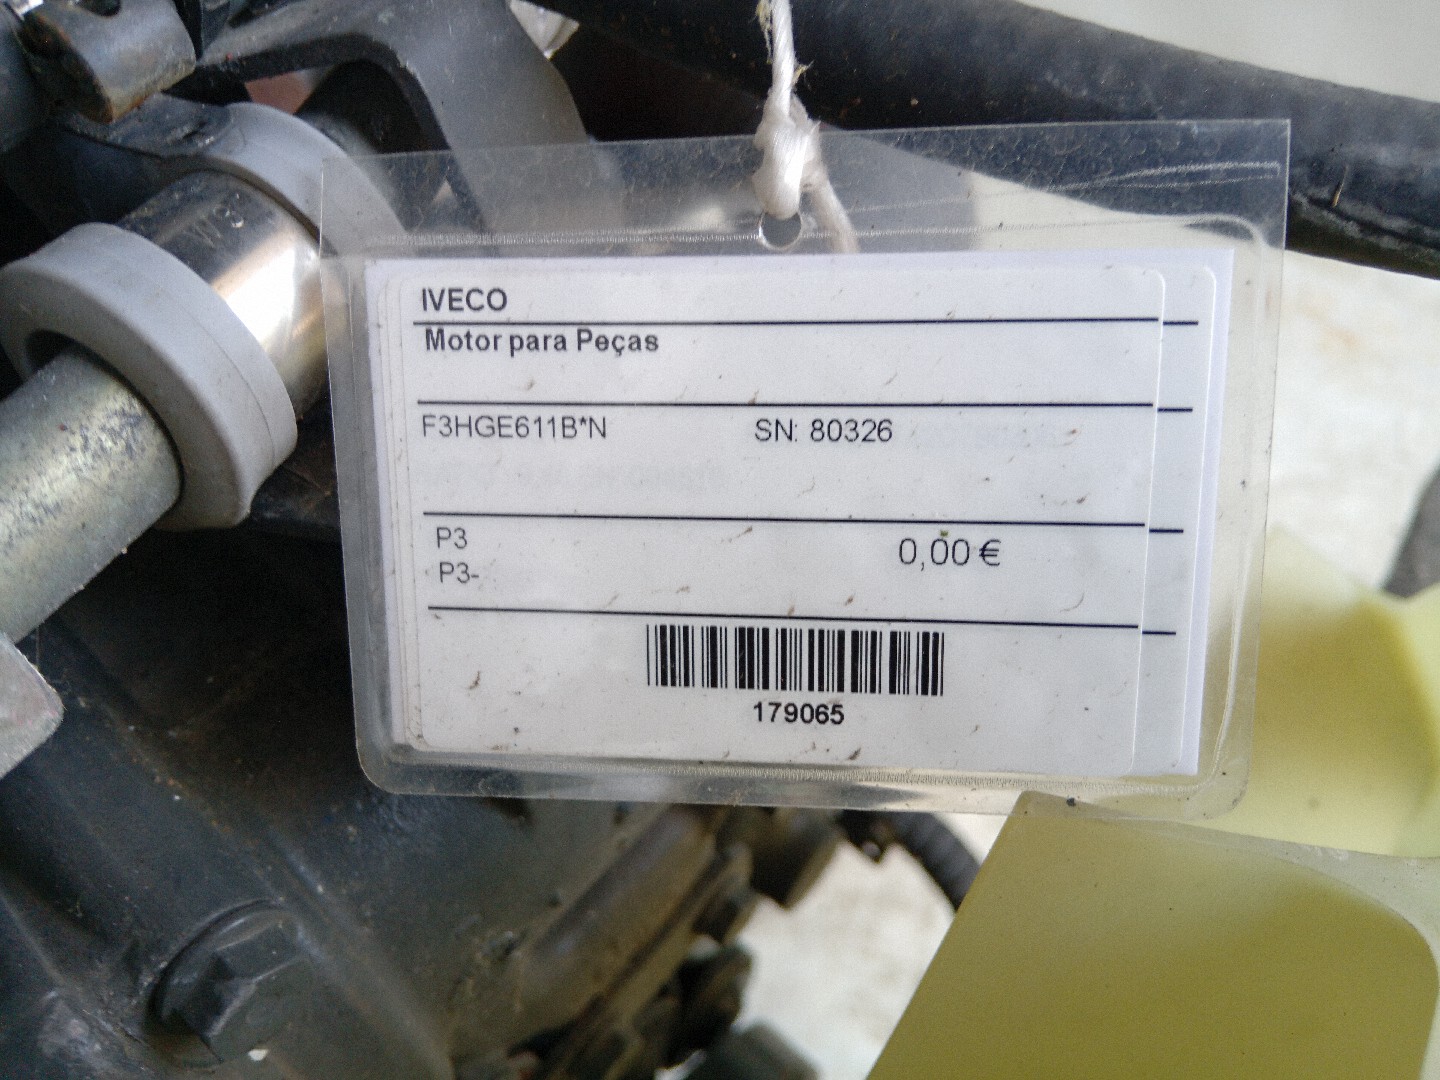 IVECO
Motor para Peças
F3HGE611B*N SN: 80326
P3 0,00 €
P3-
179065